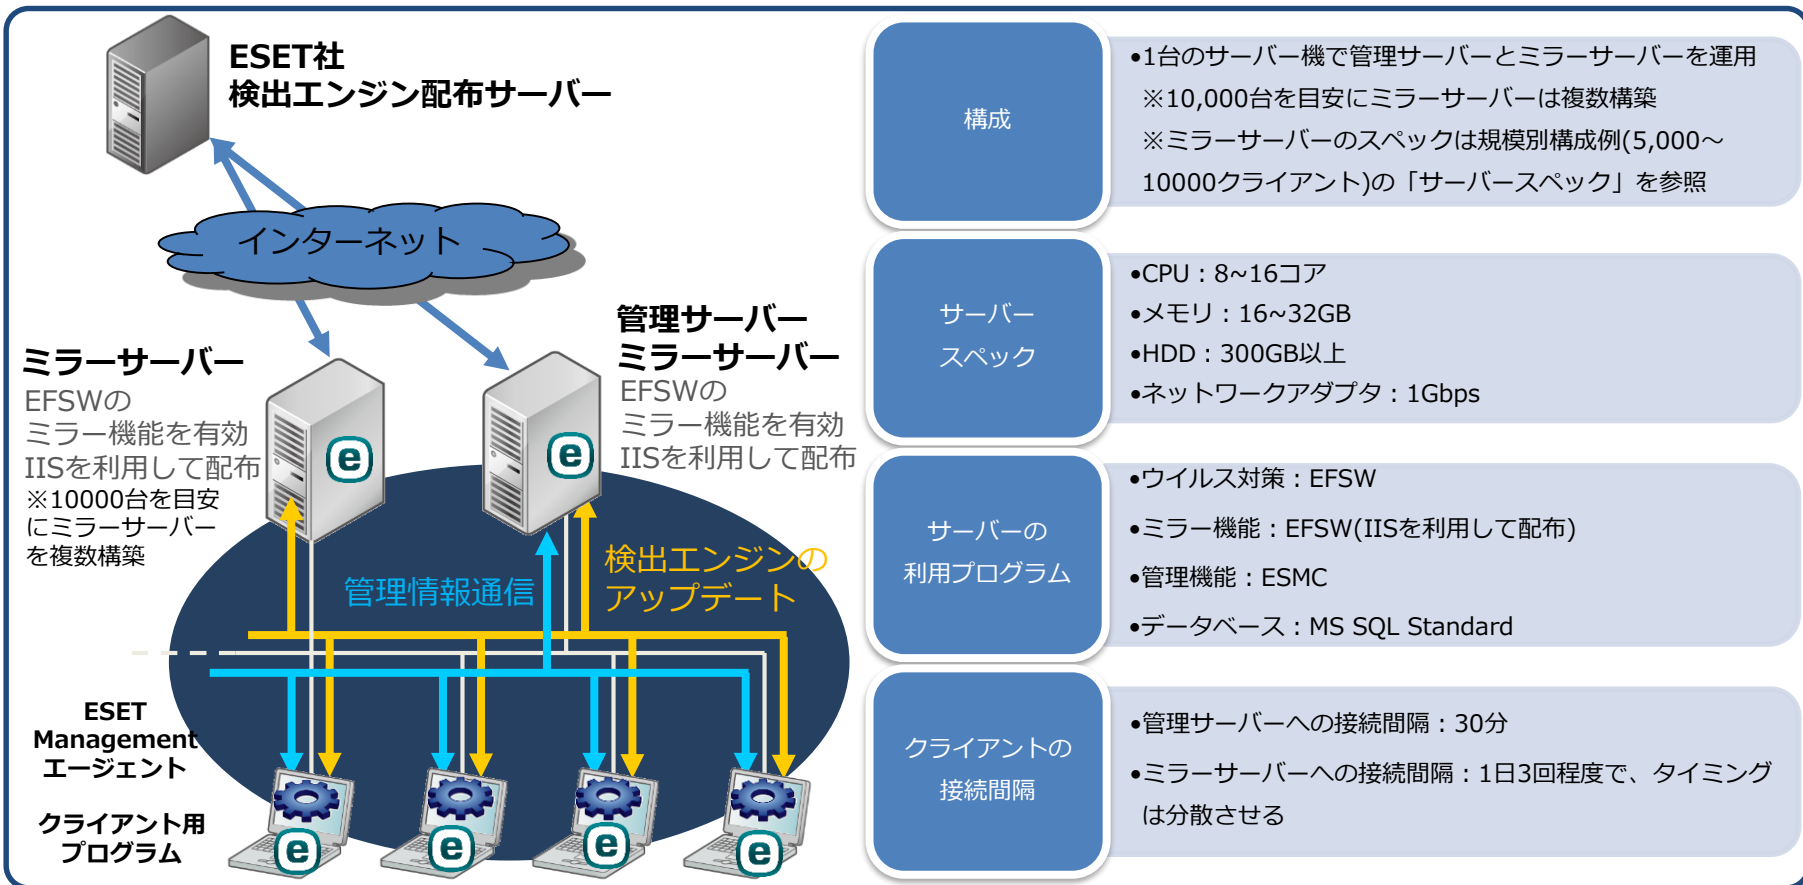 ESET社
検出エンジン配布サーバー
インターネット
ミラーサーバー
EFSWの
ミラー機能を有効
IISを利用して配布
※10000台を目安
にミラーサーバー
を複数構築
管理サーバー
ミラーサーバー
EFSWの
ミラー機能を有効
IISを利用して配布
管理情報通信
検出エンジンの
アップデート
ESET
Management
エージェント
クライアント用
プログラム
e
e
e
e
e
e
構成
•1台のサーバー機で管理サーバーとミラーサーバーを運用
※10,000台を目安にミラーサーバーは複数構築
※ミラーサーバーのスペックは規模別構成例(5,000～
10000クライアント)の「サーバースペック」を参照
サーバー
スペック
•CPU：8~16コア
•メモリ：16~32GB
•HDD：300GB以上
•ネットワークアダプタ：1Gbps
サーバーの
利用プログラム
•ウイルス対策：EFSW
•ミラー機能：EFSW(IISを利用して配布)
•管理機能：ESMC
•データベース：MS SQL Standard
クライアントの
接続間隔
•管理サーバーへの接続間隔：30分
•ミラーサーバーへの接続間隔：1日3回程度で、タイミング
は分散させる